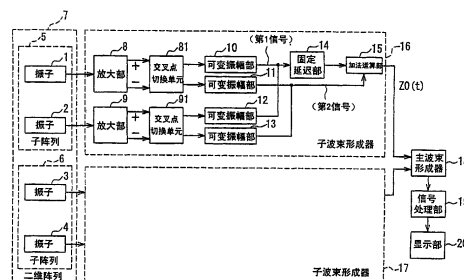 7
5
1
振子
2
振子
子阵列
6
3
振子
4
振子
子阵列
二维阵列
8
放大部
+
−
81
交叉点
切换单元
10
可变振幅部
11
可变振幅部
(第1信号)
14
固定
延迟部
15
加法运算部
16
Z0(t)
9
放大部
+
−
91
交叉点
切换单元
12
可变振幅部
13
可变振幅部
(第2信号)
子波束形成器
子波束形成器
17
主波束
形成器
信号
处理部
显示部